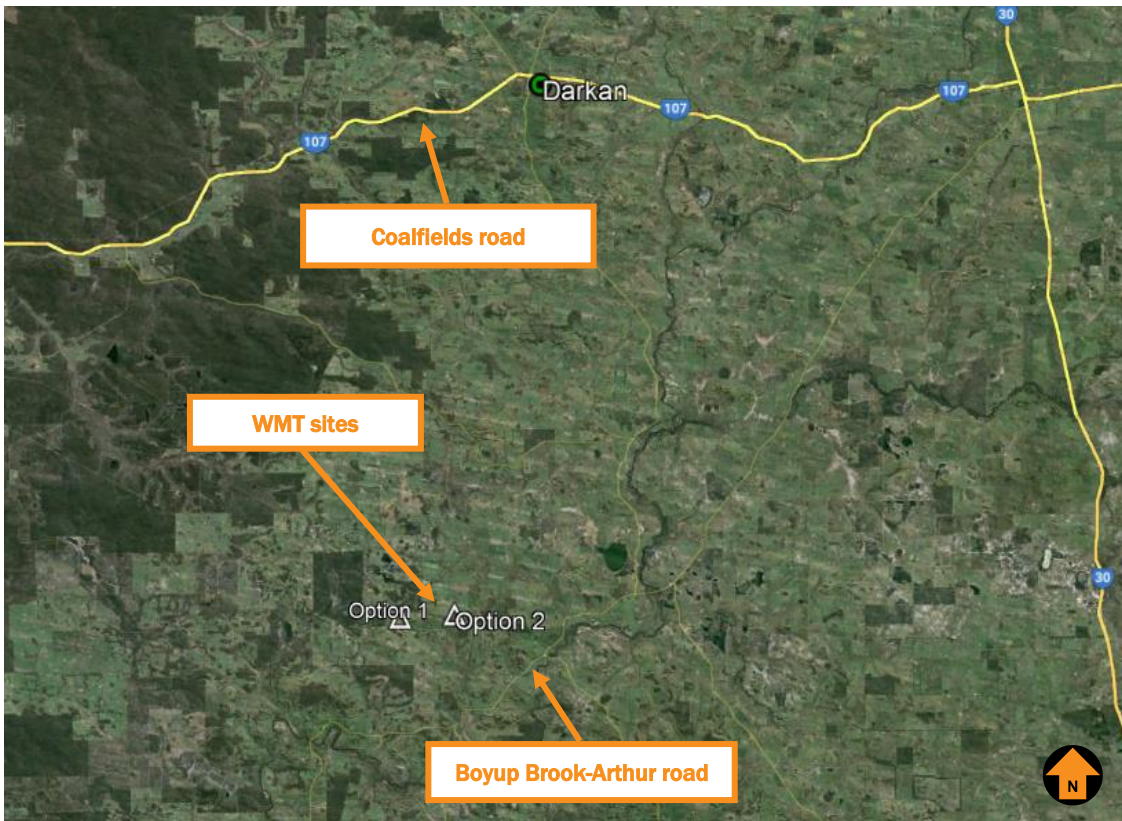 30
Darkan
107
107
107
Coalfields road
WMT sites
30
Option 1
Option 2
Boyup Brook-Arthur road
N